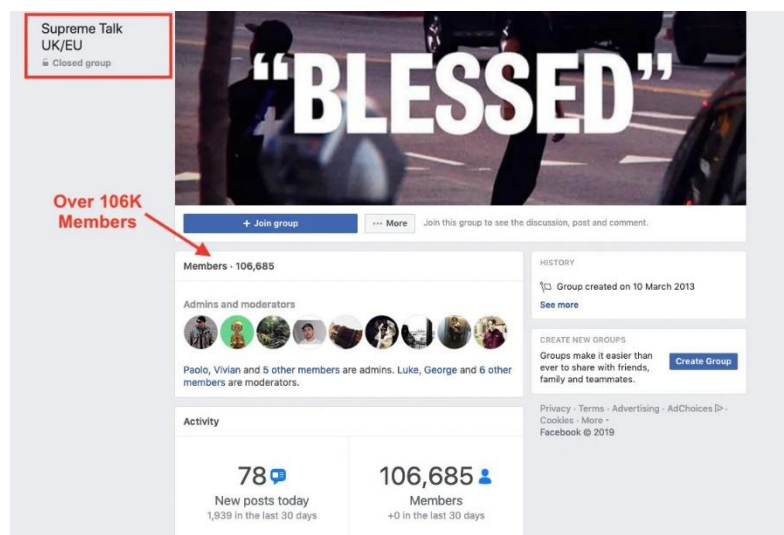 Supreme Talk
UK/EU
Closed group
“BLESSED”
Over 106K
Members
+ Join group
··· More
Join this group to see the discussion, post and comment.
Members · 106,685
Admins and moderators
Paolo, Vivian and 5 other members are admins. Luke, George and 6 other
members are moderators.
Activity
78
New posts today
1,939 in the last 30 days
106,685
Members
+0 in the last 30 days
HISTORY
Group created on 10 March 2013
See more
CREATE NEW GROUPS
Groups make it easier than
ever to share with friends,
family and teammates.
Create Group
Privacy · Terms · Advertising · AdChoices ·
Cookies · More
Facebook © 2019